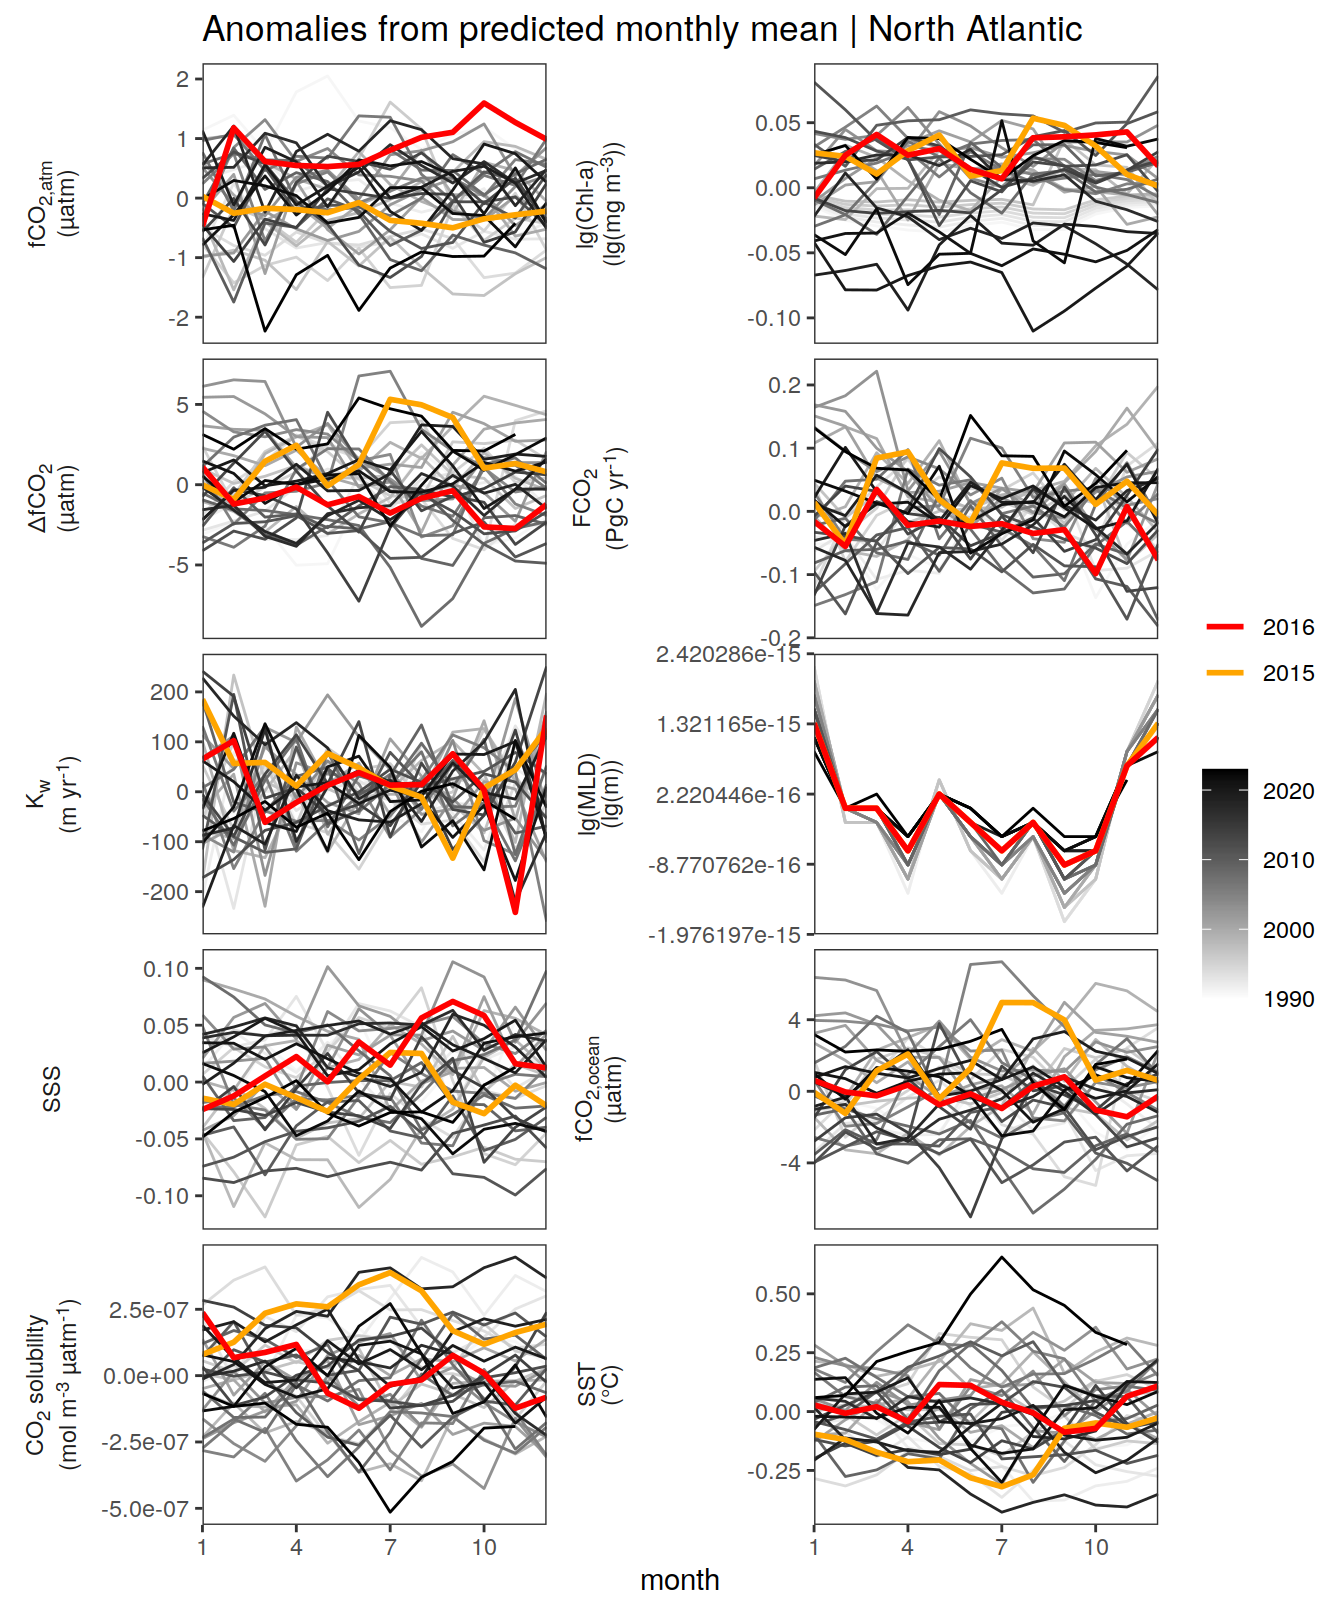 Anomalies from predicted monthly mean | North Atlantic
fCO2,atm
(µatm)
2
1
0
-1
-2
lg(Chl-a)
(lg(mg m-3))
0.05
0.00
-0.05
-0.10
ΔfCO2
(µatm)
5
0
-5
FCO2
(PgC yr-1)
0.2
0.1
0.0
-0.1
-0.2
Kw
(m yr-1)
200
100
0
-100
-200
lg(MLD)
(lg(m))
2.420286e-15
1.321165e-15
2.220446e-16
-8.770762e-16
-1.976197e-15
SSS
0.10
0.05
0.00
-0.05
-0.10
fCO2,ocean
(µatm)
4
0
-4
CO2 solubility
(mol m-3 µatm-1)
2.5e-07
0.0e+00
-2.5e-07
-5.0e-07
SST
(°C)
0.50
0.25
0.00
-0.25
1 4 7 10
1 4 7 10
month
2016
2015
2020
2010
2000
1990